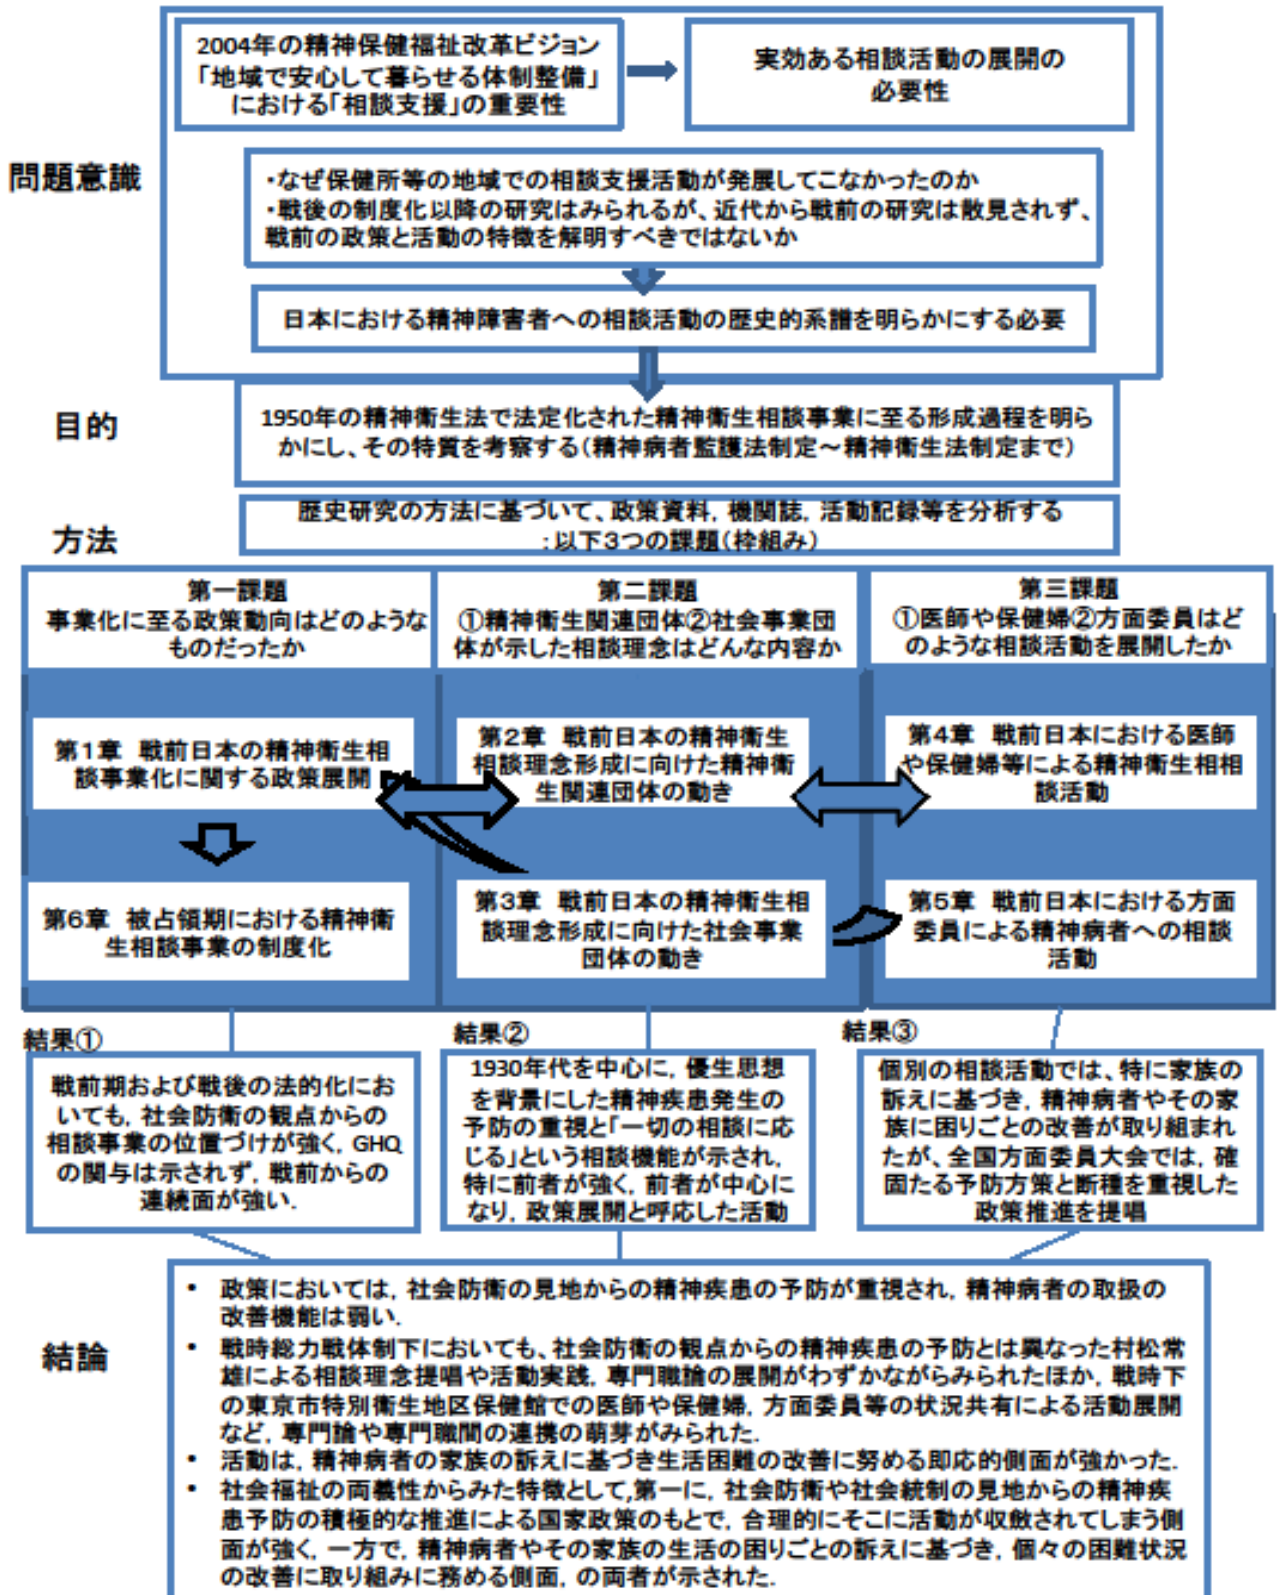 2004年の精神保健福祉改革ビジョン
「地域で安心して暮らせる体制整備」
における「相談支援」の重要性
実効ある相談活動の展開の
必要性
問題意識
・なぜ保健所等の地域での相談支援活動が発展してこなかったのか
・戦後の制度化以降の研究はみられるが、近代から戦前の研究は散見されず、
戦前の政策と活動の特徴を解明すべきではないか
日本における精神障害者への相談活動の歴史的系譜を明らかにする必要
目的
1950年の精神衛生法で法定化された精神衛生相談事業に至る形成過程を明ら
かにし、その特質を考察する(精神病者監護法制定～精神衛生法制定まで)
方法
歴史研究の方法に基づいて、政策資料，機関誌，活動記録等を分析する
:以下3つの課題(枠組み)
第一課題
事業化に至る政策動向はどのような
ものだったか
第二課題
①精神衛生関連団体②社会事業団
体が示した相談理念はどんな内容か
第三課題
①医師や保健婦②方面委員はど
のような相談活動を展開したか
第1章 戦前日本の精神衛生相
談事業化に関する政策展開
第2章 戦前日本の精神衛生
相談理念形成に向けた精神衛
生関連団体の動き
第4章 戦前日本における医師
や保健婦等による精神衛生相相
談活動
第6章 被占領期における精神衛
生相談事業の制度化
第3章 戦前日本の精神衛生相
談理念形成に向けた社会事業
団体の動き
第5章 戦前日本における方面
委員による精神病者への相談
活動
結果①
戦前期および戦後の法的化にお
いても，社会防衛の観点からの
相談事業の位置づけが強く，GHQ
の関与は示されず，戦前からの
連続面が強い．
結果②
1930年代を中心に，優生思想
を背景にした精神疾患発生の
予防の重視と「一切の相談に応
じる」という相談機能が示され，
特に前者が強く，前者が中心に
なり，政策展開と呼応した活動
結果③
個別の相談活動では、特に家族の
訴えに基づき，精神病者やその家
族に困りごとの改善が取り組まれ
たが、全国方面委員大会では，確
固たる予防方策と断種を重視した
政策推進を提唱
結論
• 政策においては，社会防衛の見地からの精神疾患の予防が重視され，精神病者の取扱の
改善機能は弱い．
• 戦時総力戦体制下においても、社会防衛の観点からの精神疾患の予防とは異なった村松常
雄による相談理念提唱や活動実践，専門職論の展開がわずかながらみられたほか，戦時下
の東京市特別衛生地区保健館での医師や保健婦，方面委員等の状況共有による活動展開
など，専門論や専門職間の連携の萌芽がみられた．
• 活動は，精神病者の家族の訴えに基づき生活困難の改善に努める即応的側面が強かった．
• 社会福祉の両義性からみた特徴として,第一に，社会防衛や社会統制の見地からの精神疾
患予防の積極的な推進による国家政策のもとで，合理的にそこに活動が収斂されてしまう側
面が強く，一方で，精神病者やその家族の生活の困りごとの訴えに基づき，個々の困難状況
の改善に取り組みに務める側面，の両者が示された．